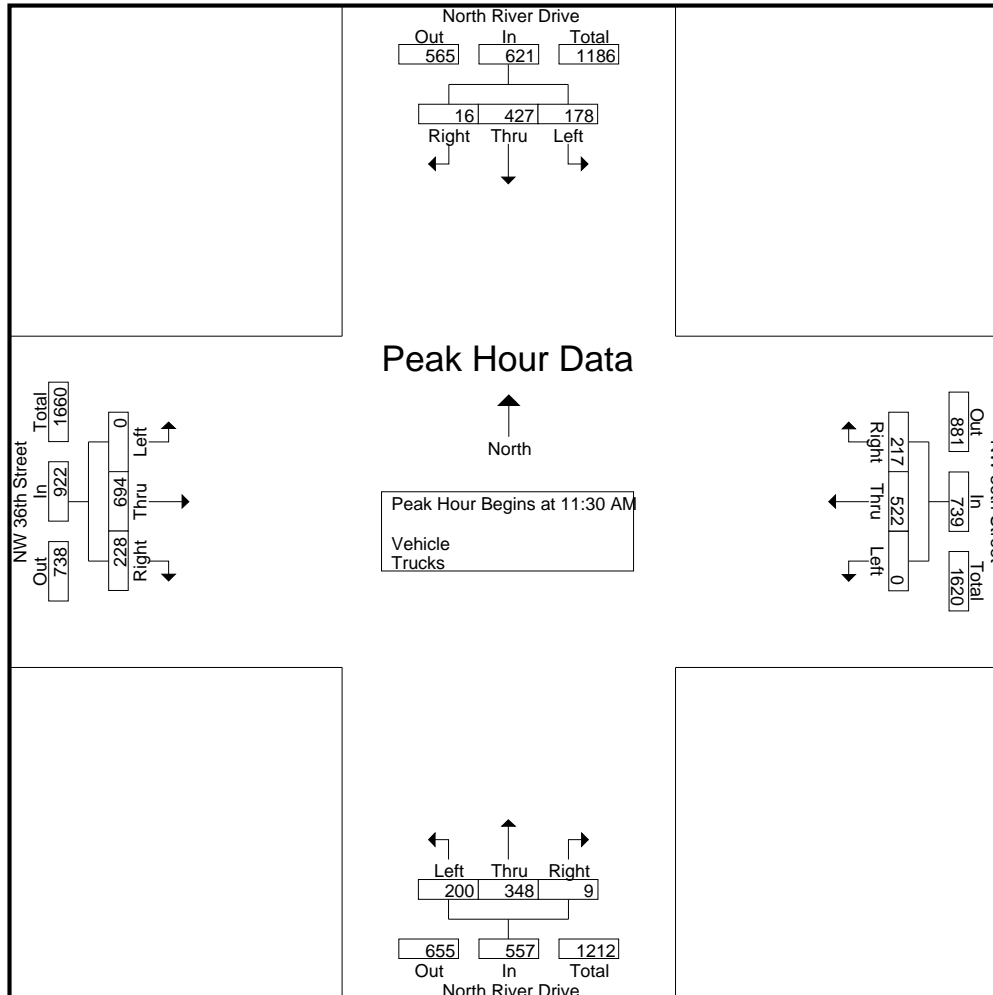 North River Drive
Out In Total
565 621 1186
16 427 178
Right Thru Left
Peak Hour Data
North
Peak Hour Begins at 11:30 AM
Vehicle
Trucks
NW 36th Street
Out In Total
738 922 1660
228 694 0
Right Thru Left
Out In Total
881 739 1620
217 522 0
Right Thru Left
Left Thru Right
200 348 9
655 557 1212
Out In Total
North River Drive